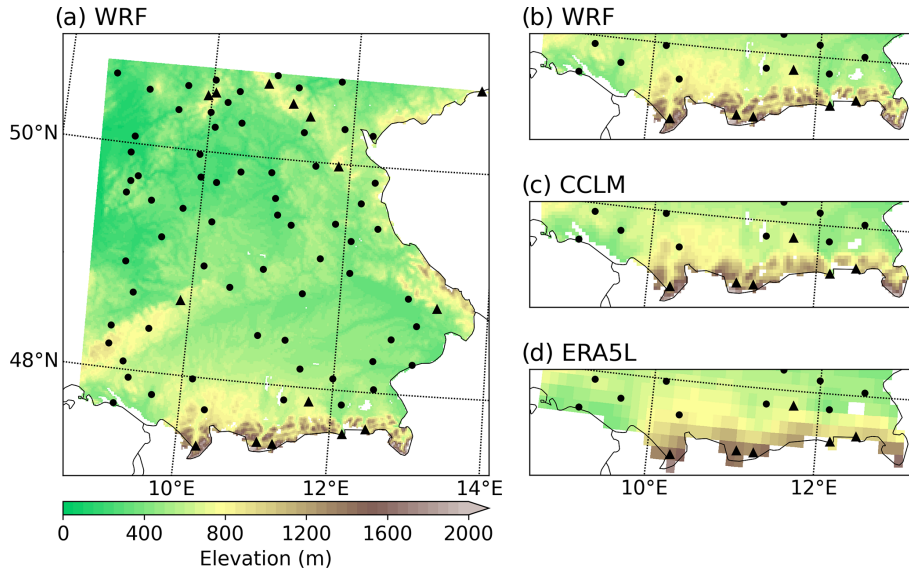 (a) WRF
50°N
48°N
10°E
12°E
14°E
0
400
800
1200
1600
2000
Elevation (m)
(b) WRF
(c) CCLM
(d) ERA5L
10°E
12°E